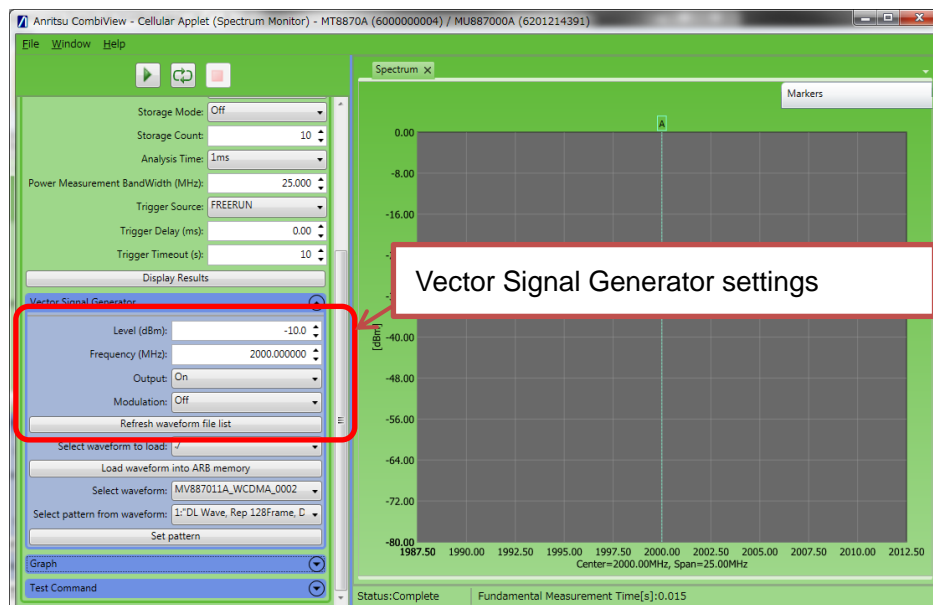 Anritsu CombiView - Cellular Applet (Spectrum Monitor) - MT8870A (6000000004) / MU887000A (6201214391)
File Window Help
Storage Mode: Off
Storage Count: 10
Analysis Time: 1ms
Power Measurement BandWidth (MHz): 25.000
Trigger Source: FREERUN
Trigger Delay (ms): 0.00
Trigger Timeout (s): 10
Display Results
Vector Signal Generator
Level (dBm): -10.0
Frequency (MHz): 2000.000000
Output: On
Modulation: Off
Refresh waveform file list
Select waveform to load: /
Load waveform into ARB memory
Select waveform: MV887011A_WCDMA_0002
Select pattern from waveform: 1:"DL Wave, Rep 128Frame, D
Set pattern
Graph
Test Command
Spectrum X
Markers
A
0.00
-8.00
-16.00
Vector Signal Generator settings
[dBm]
-40.00
-48.00
-56.00
-64.00
-72.00
-80.00
1987.50 1990.00 1992.50 1995.00 1997.50 2000.00 2002.50 2005.00 2007.50 2010.00 2012.50
Center=2000.00MHz, Span=25.00MHz
Status:Complete Fundamental Measurement Time[s]:0.015